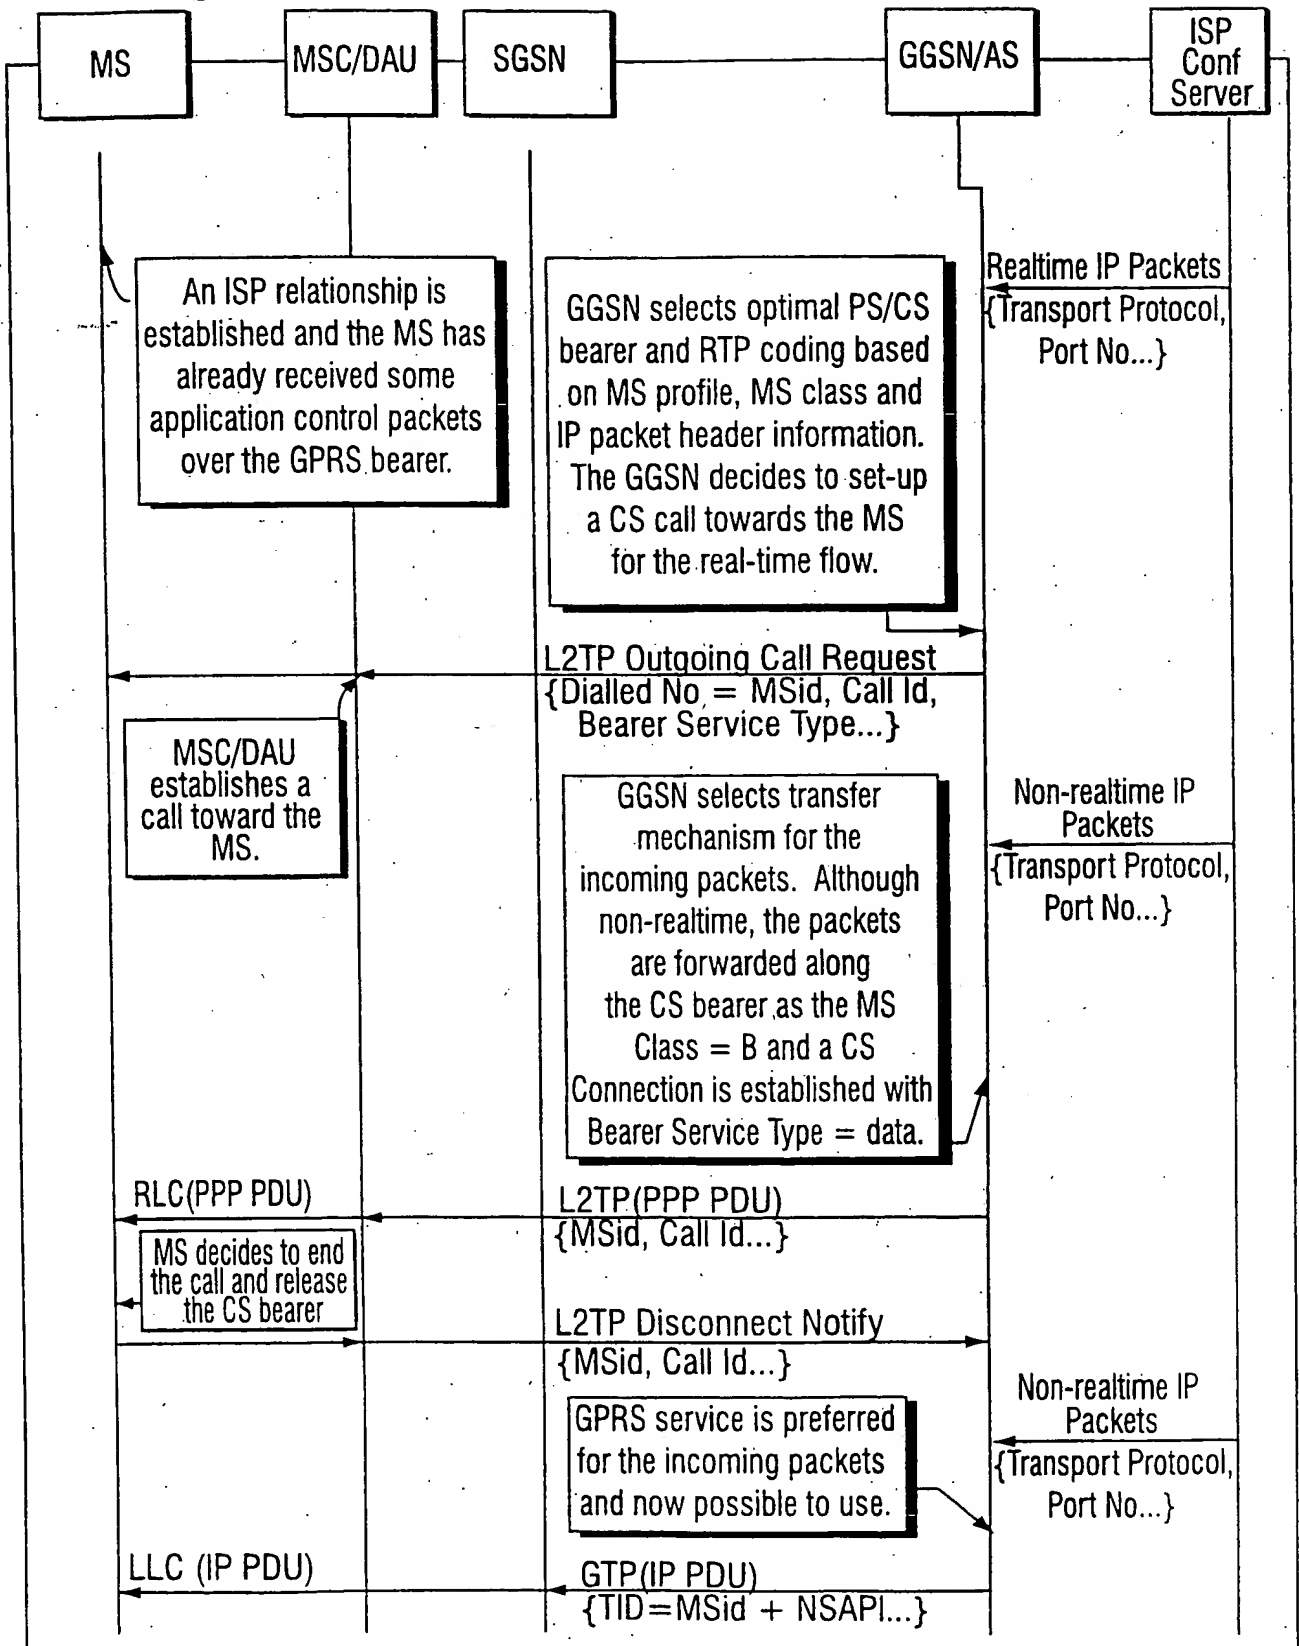 MS
MSC/DAU
SGSN
GGSN/AS
ISP
Conf
Server
An ISP relationship is
established and the MS has
already received some
application control packets
over the GPRS bearer.
GGSN selects optimal PS/CS
bearer and RTP coding based
on MS profile, MS class and
IP packet header information.
The GGSN decides to set-up
a CS call towards the MS
for the real-time flow.
Realtime IP Packets
{Transport Protocol,
Port No...}
L2TP Outgoing Call Request
{Dialled No. = MSid, Call Id,
Bearer Service Type...}
MSC/DAU
establishes a
call toward the
MS.
GGSN selects transfer
mechanism for the
incoming packets. Although
non-realtime, the packets
are forwarded along
the CS bearer as the MS
Class = B and a CS
Connection is established with
Bearer Service Type = data.
Non-realtime IP
Packets
{Transport Protocol,
Port No...}
RLC(PPP PDU)
L2TP(PPP PDU)
{MSid, Call Id...}
MS decides to end
the call and release
the CS bearer
L2TP Disconnect Notify
{MSid, Call Id...}
Non-realtime IP
Packets
{Transport Protocol,
Port No...}
GPRS service is preferred
for the incoming packets
and now possible to use.
LLC (IP PDU)
GTP(IP PDU)
{TID=MSid + NSAPI...}